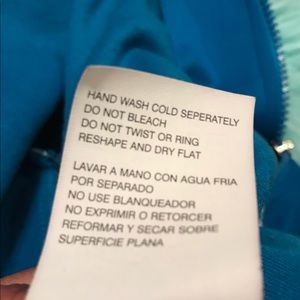 HAND WASH COLD SEPERATELY
DO NOT BLEACH
DO NOT TWIST OR RING
RESHAPE AND DRY FLAT
LAVAR A MANO CON AGUA FRIA
POR SEPARADO
NO USE BLANQUEADOR
NO EXPRIMIR O RETORCER
REFORMAR Y SECAR SOBRE
SUPERFICIE PLANA